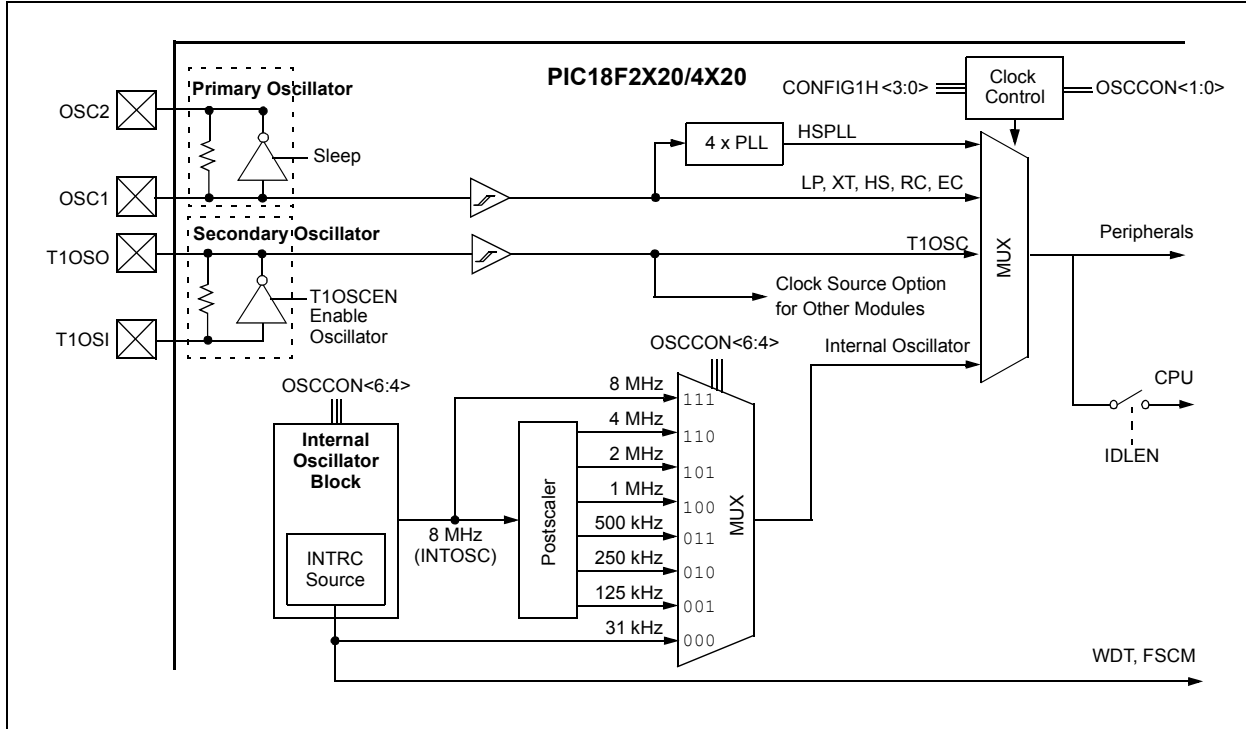 PIC18F2X20/4X20
Primary Oscillator
OSC2
Sleep
OSC1
Secondary Oscillator
T1OSO
T1OSCEN
Enable
Oscillator
T1OSI
CONFIG1H <3:0>
Clock
Control
OSCCON<1:0>
4 x PLL
HSPLL
LP, XT, HS, RC, EC
T1OSC
Clock Source Option
for Other Modules
Internal Oscillator
MUX
Peripherals
CPU
IDLEN
OSCCON<6:4>
Internal
Oscillator
Block
INTRC
Source
8 MHz
(INTOSC)
Postscaler
OSCCON<6:4>
8 MHz
111
4 MHz
110
2 MHz
101
1 MHz
100
500 kHz
011
250 kHz
010
125 kHz
001
31 kHz
000
MUX
WDT, FSCM